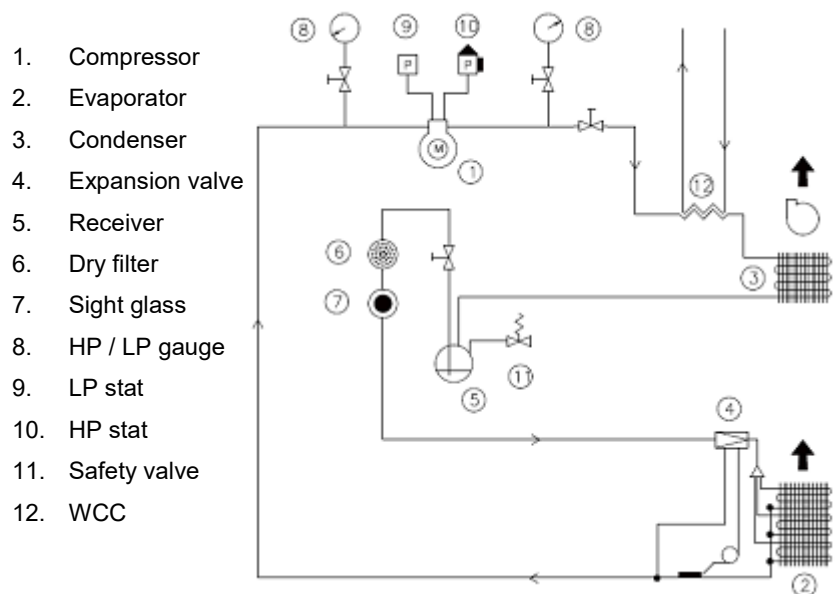 1. Compressor
2. Evaporator
3. Condenser
4. Expansion valve
5. Receiver
6. Dry filter
7. Sight glass
8. HP / LP gauge
9. LP stat
10. HP stat
11. Safety valve
12. WCC
8
9
10
8
P
P
M
1
12
6
3
7
5
11
4
2